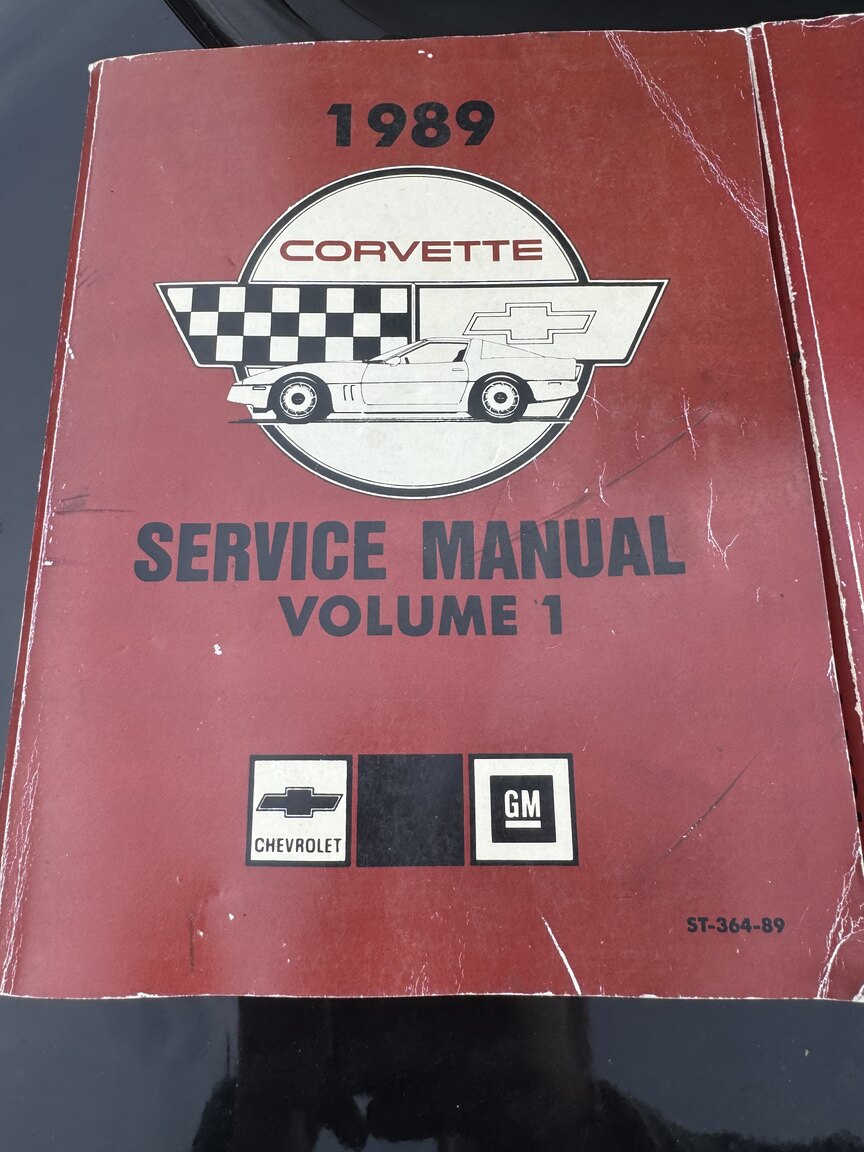 1989
CORVETTE
SERVICE MANUAL
VOLUME 1
CHEVROLET
GM
ST-364-89